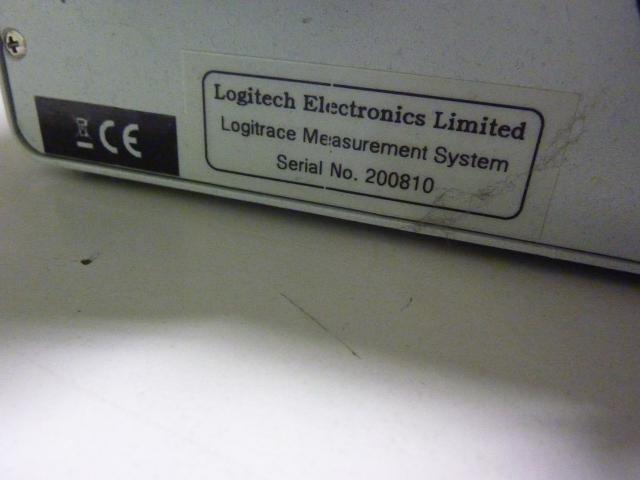 Logitech Electronics Limited
Logitrace Measurement System
Serial No. 200810
CE